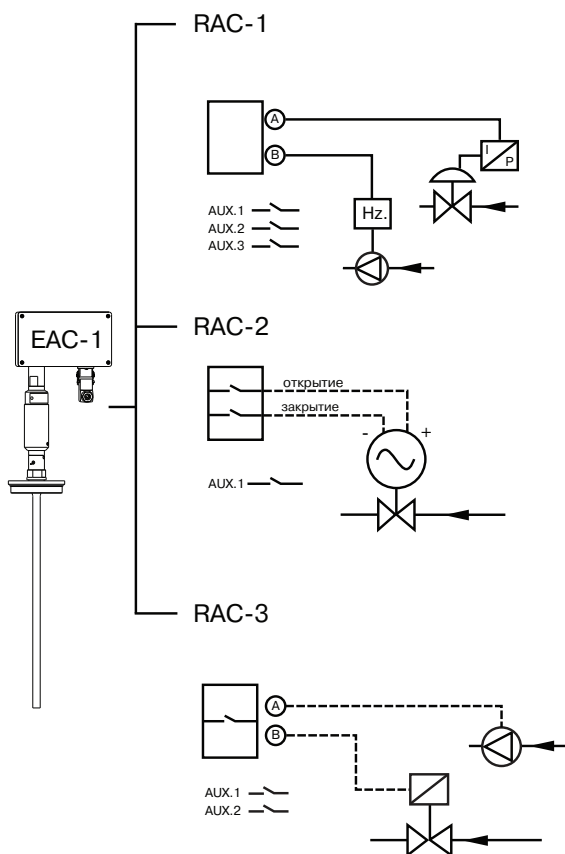 RAC-1
A
I
P
B
AUX.1
AUX.2
AUX.3
Hz.
EAC-1
RAC-2
открытие
закрытие
- +
AUX.1
RAC-3
A
B
AUX.1
AUX.2